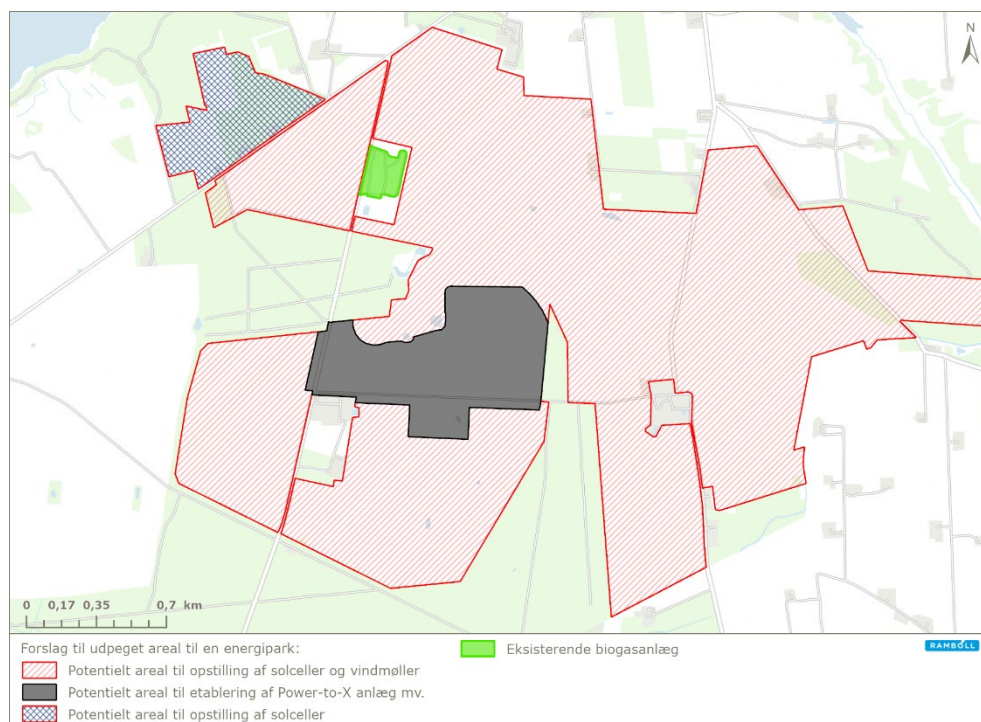 N
0 0,17 0,35 0,7 km
Forslag til udpeget areal til en energipark:
Potentielt areal til opstilling af solceller og vindmøller
Potentielt areal til etablering af Power-to-X anlæg mv.
Potentielt areal til opstilling af solceller
Eksisterende biogasanlæg
RAMBOLL